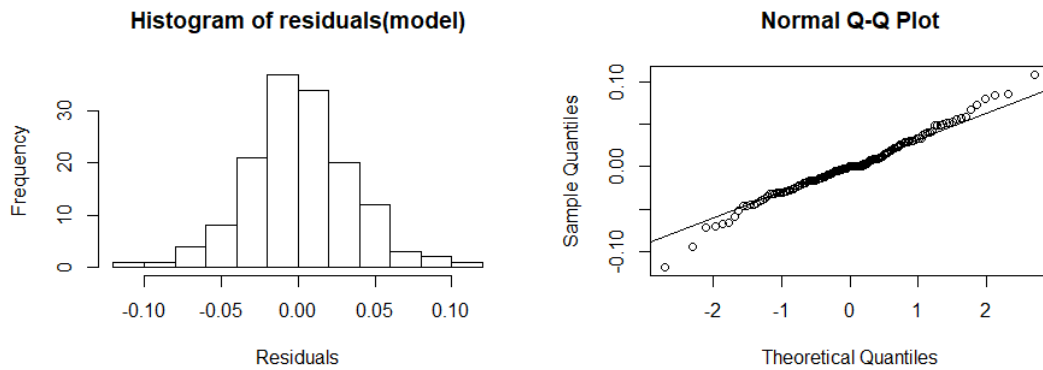 Histogram of residuals(model)
Frequency
30
20
10
0
-0.10
-0.05
0.00
0.05
0.10
Residuals
Normal Q-Q Plot
Sample Quantiles
0.10
0.00
-0.10
-2
-1
0
1
2
Theoretical Quantiles